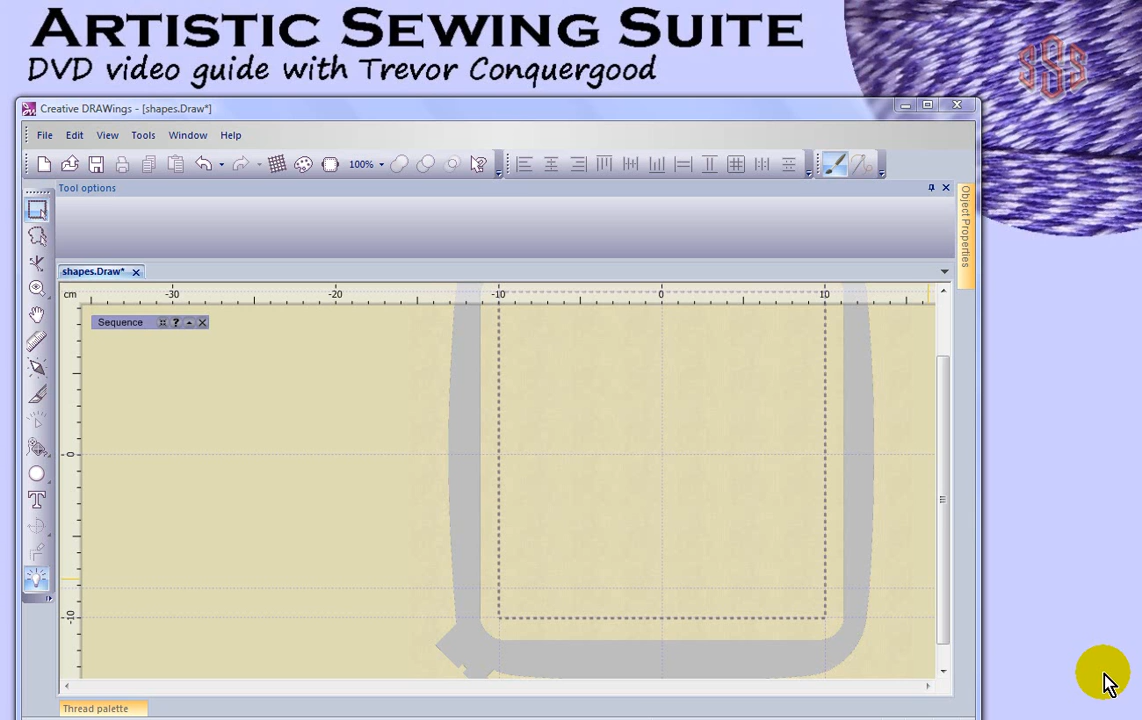 ARTISTIC SEWING SUITE
DVD video guide with Trevor Conquergood
Creative DRAWings - [shapes.Draw*]
File Edit View Tools Window Help
100%
Tool options
Object Properties
shapes.Draw*
cm -30 -20 -10 0 10
Sequence
0
-10
Thread palette